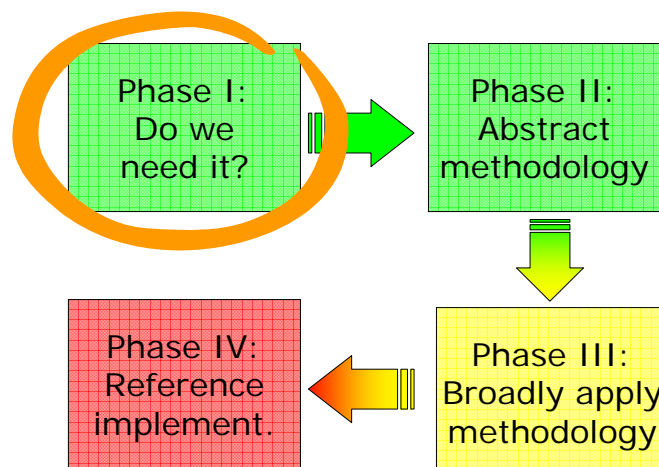 Phase I:
Do we
need it?
Phase II:
Abstract
methodology
Phase III:
Broadly apply
methodology
Phase IV:
Reference
implement.